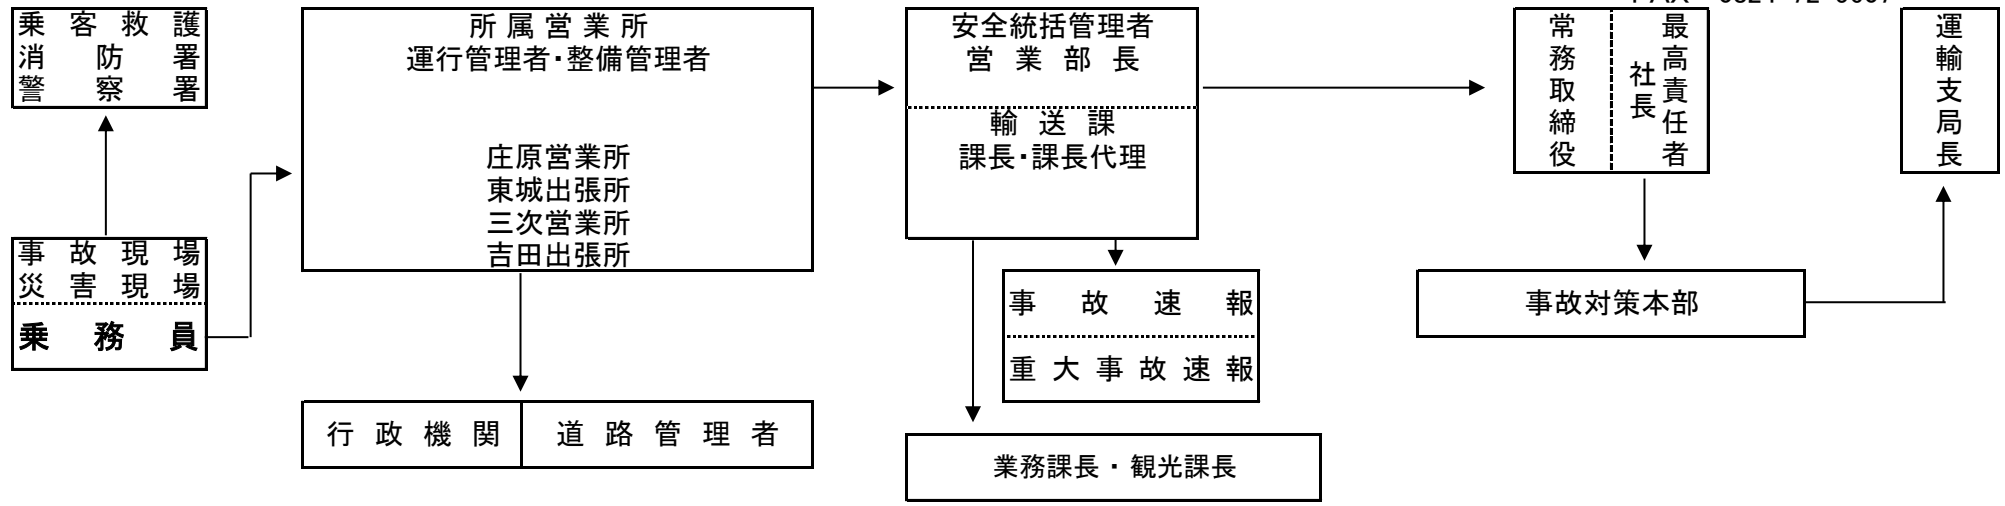 乗客救護
消防署
警察署
事故現場
災害現場
乗務員
所属営業所
運行管理者・整備管理者
庄原営業所
東城出張所
三次営業所
吉田出張所
行政機関
道路管理者
安全統括管理者
営業部長
輸送課
課長・課長代理
事故速報
重大事故速報
業務課長・観光課長
常務取締役
社長
最高責任者
事故対策本部
運輸支局長